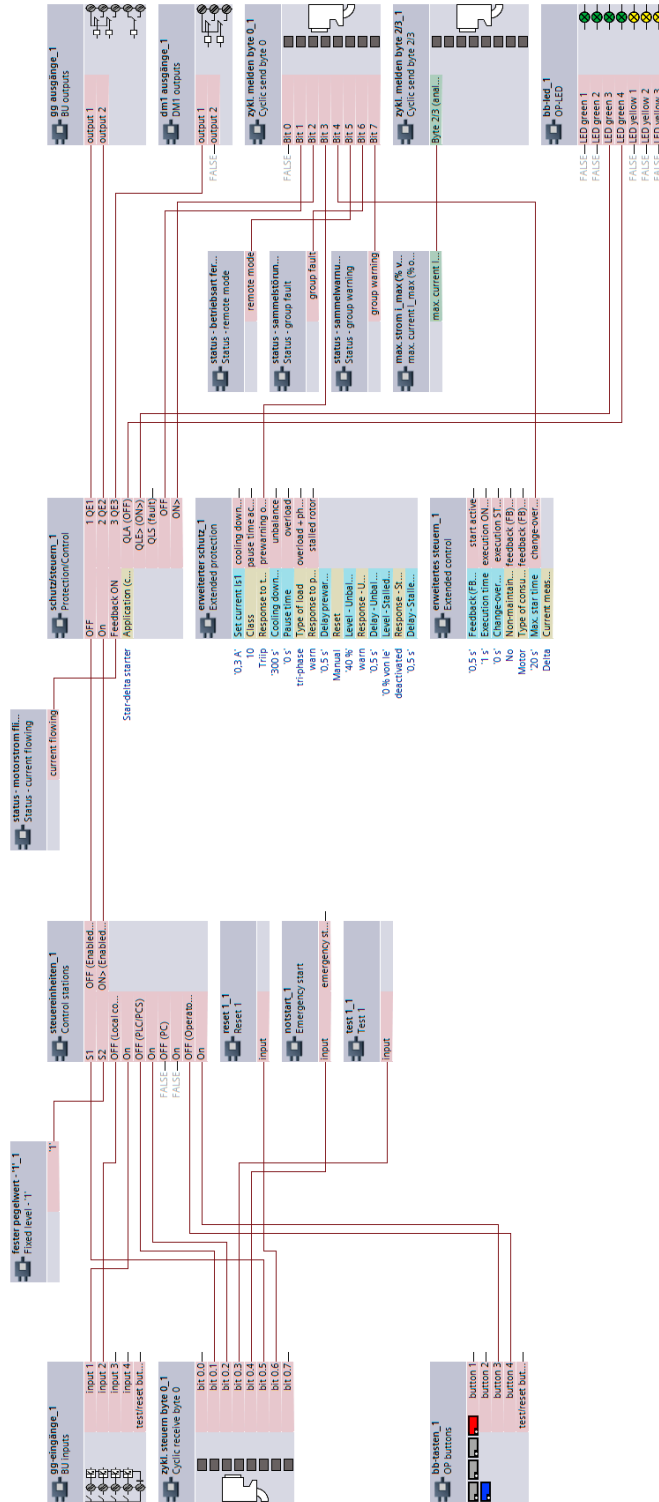 gg-eingänge_1
BU inputs
input 1
input 2
input 3
input 4
test/reset but...
zykl. steuern byte 0_1
Cyclic receive byte 0
bit 0.0
bit 0.1
bit 0.2
bit 0.3
bit 0.4
bit 0.5
bit 0.6
bit 0.7
bb-tasten_1
OP buttons
button 1
button 2
button 3
button 4
test/reset but...
fester pegelwert - '1'_1
Fixed level - '1'
'1'
steuereinheiten_1
Control stations
S1 OFF (Enabled...
S2 ON> (Enabled...
OFF (Local co...
On
OFF (PLC/PCS)
On
FALSE OFF (PC)
FALSE On
OFF (Operato...
On
reset 1_1
Reset 1
input
notstart_1
Emergency start
input emergency st...
test 1_1
Test 1
input
status - motorstrom fli...
Status - current flowing
current flowing
schutz/steuern_1
Protection/Control
OFF 1 QE1
On 2 QE2
Feedback ON 3 QE3
Star-delta starter Application (c... QLA (OFF)
QLES (ON>)
QLS (fault)
OFF
ON>
erweiterter schutz_1
Extended protection
'0,3 A' Set current Is1 cooling down...
10 Class pause time ac...
Triip Response to t... prewarning o...
'300 s' Cooling down... unbalance
'0 s' Pause time overload
tri-phase Type of load overload + ph...
warn Response to p... stalled rotor
'0,5 s' Delay prewar...
Manual Reset
'40 %' Level - Unbal...
warn Response - U...
'0,5 s' Delay - Unbal...
'0 % von Ie' Level - Stalled...
deactivated Response - St...
'0,5 s' Delay - Stalle...
erweitertes steuern_1
Extended control
'0,5 s' Feedback (FB... start active
'1 s' Execution time execution ON...
'0 s' Change-over... execution ST...
No Non-maintain... feedback (FB)...
Motor Type of consu... feedback (FB)...
'20 s' Max. star time change-over...
Delta Current meas...
status - betriebsart fer...
Status - remote mode
remote mode
status - sammelstörun...
Status - group fault
group fault
status - sammelwarnu...
Status - group warning
group warning
max. strom i_max (% v...
max. current I_max (% o...
max. current I...
gg ausgänge_1
BU outputs
output 1
output 2
dm1 ausgänge_1
DM1 outputs
output 1
FALSE output 2
zykl. melden byte 0_1
Cyclic send byte 0
FALSE Bit 0
Bit 1
Bit 2
Bit 3
Bit 4
Bit 5
Bit 6
Bit 7
zykl. melden byte 2/3_1
Cyclic send byte 2/3
Byte 2/3 (anal...
bb-led_1
OP-LED
FALSE LED green 1
FALSE LED green 2
LED green 3
LED green 4
FALSE LED yellow 1
FALSE LED yellow 2
FALSE LED yellow 3